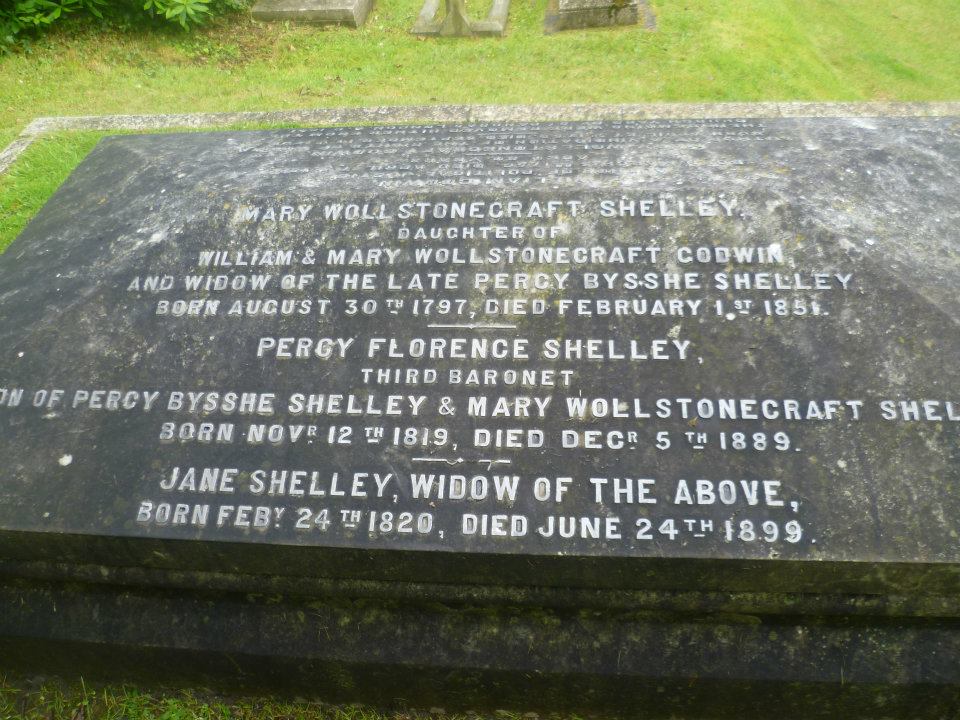 MARY WOLLSTONECRAFT SHELLEY.
DAUGHTER OF
WILLIAM & MARY WOLLSTONECRAFT GODWIN,
AND WIDOW OF THE LATE PERCY BYSSHE SHELLEY
BORN AUGUST 30TH 1797, DIED FEBRUARY 1ST 1851.
PERCY FLORENCE SHELLEY,
THIRD BARONET
ON OF PERCY BYSSHE SHELLEY & MARY WOLLSTONECRAFT SHEL
BORN NOVR. 12TH 1819, DIED DECR 5TH 1889.
JANE SHELLEY, WIDOW OF THE ABOVE,
BORN FEBY. 24TH 1820, DIED JUNE 24TH 1899.